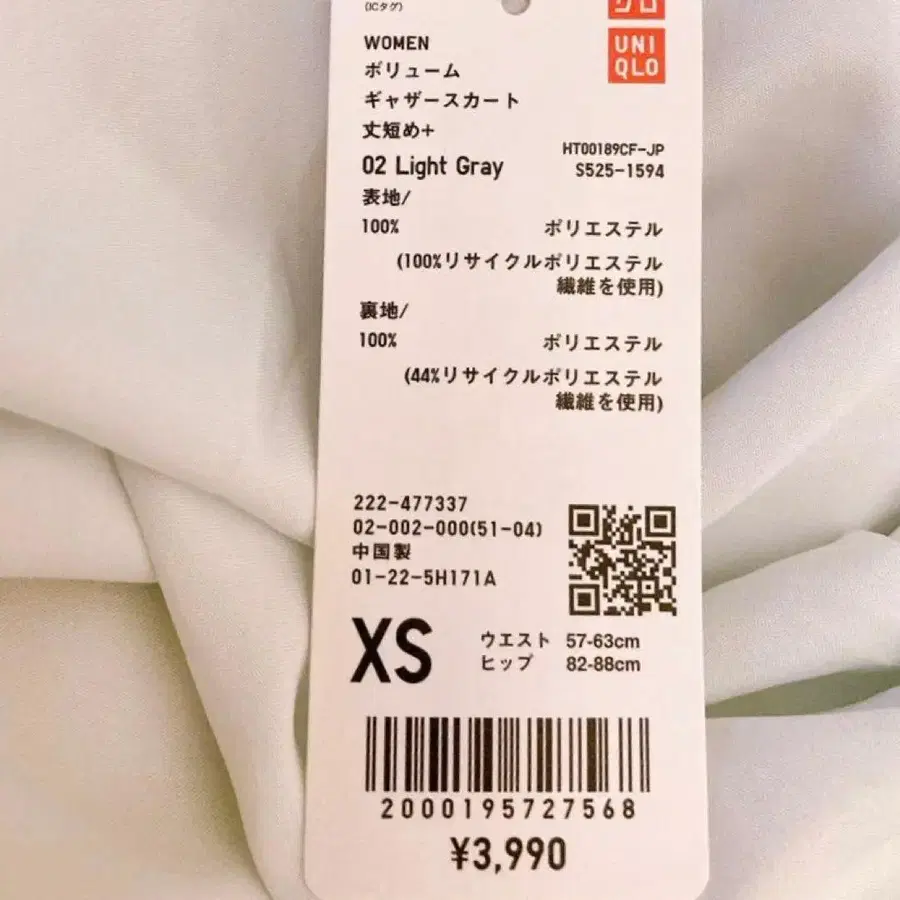 (ICタグ)
WOMEN
ボリューム
ギャザースカート
丈短め+
02 Light Gray
UNI
QLO
HT00189CF-JP
S525-1594
表地/
100% ポリエステル
(100%リサイクルポリエステル
繊維を使用)
裏地/
100% ポリエステル
(44%リサイクルポリエステル
繊維を使用)
222-477337
02-002-000(51-04)
中国製
01-22-5H171A
XS
ウエスト 57-63cm
ヒップ 82-88cm
2000195727568
¥3,990